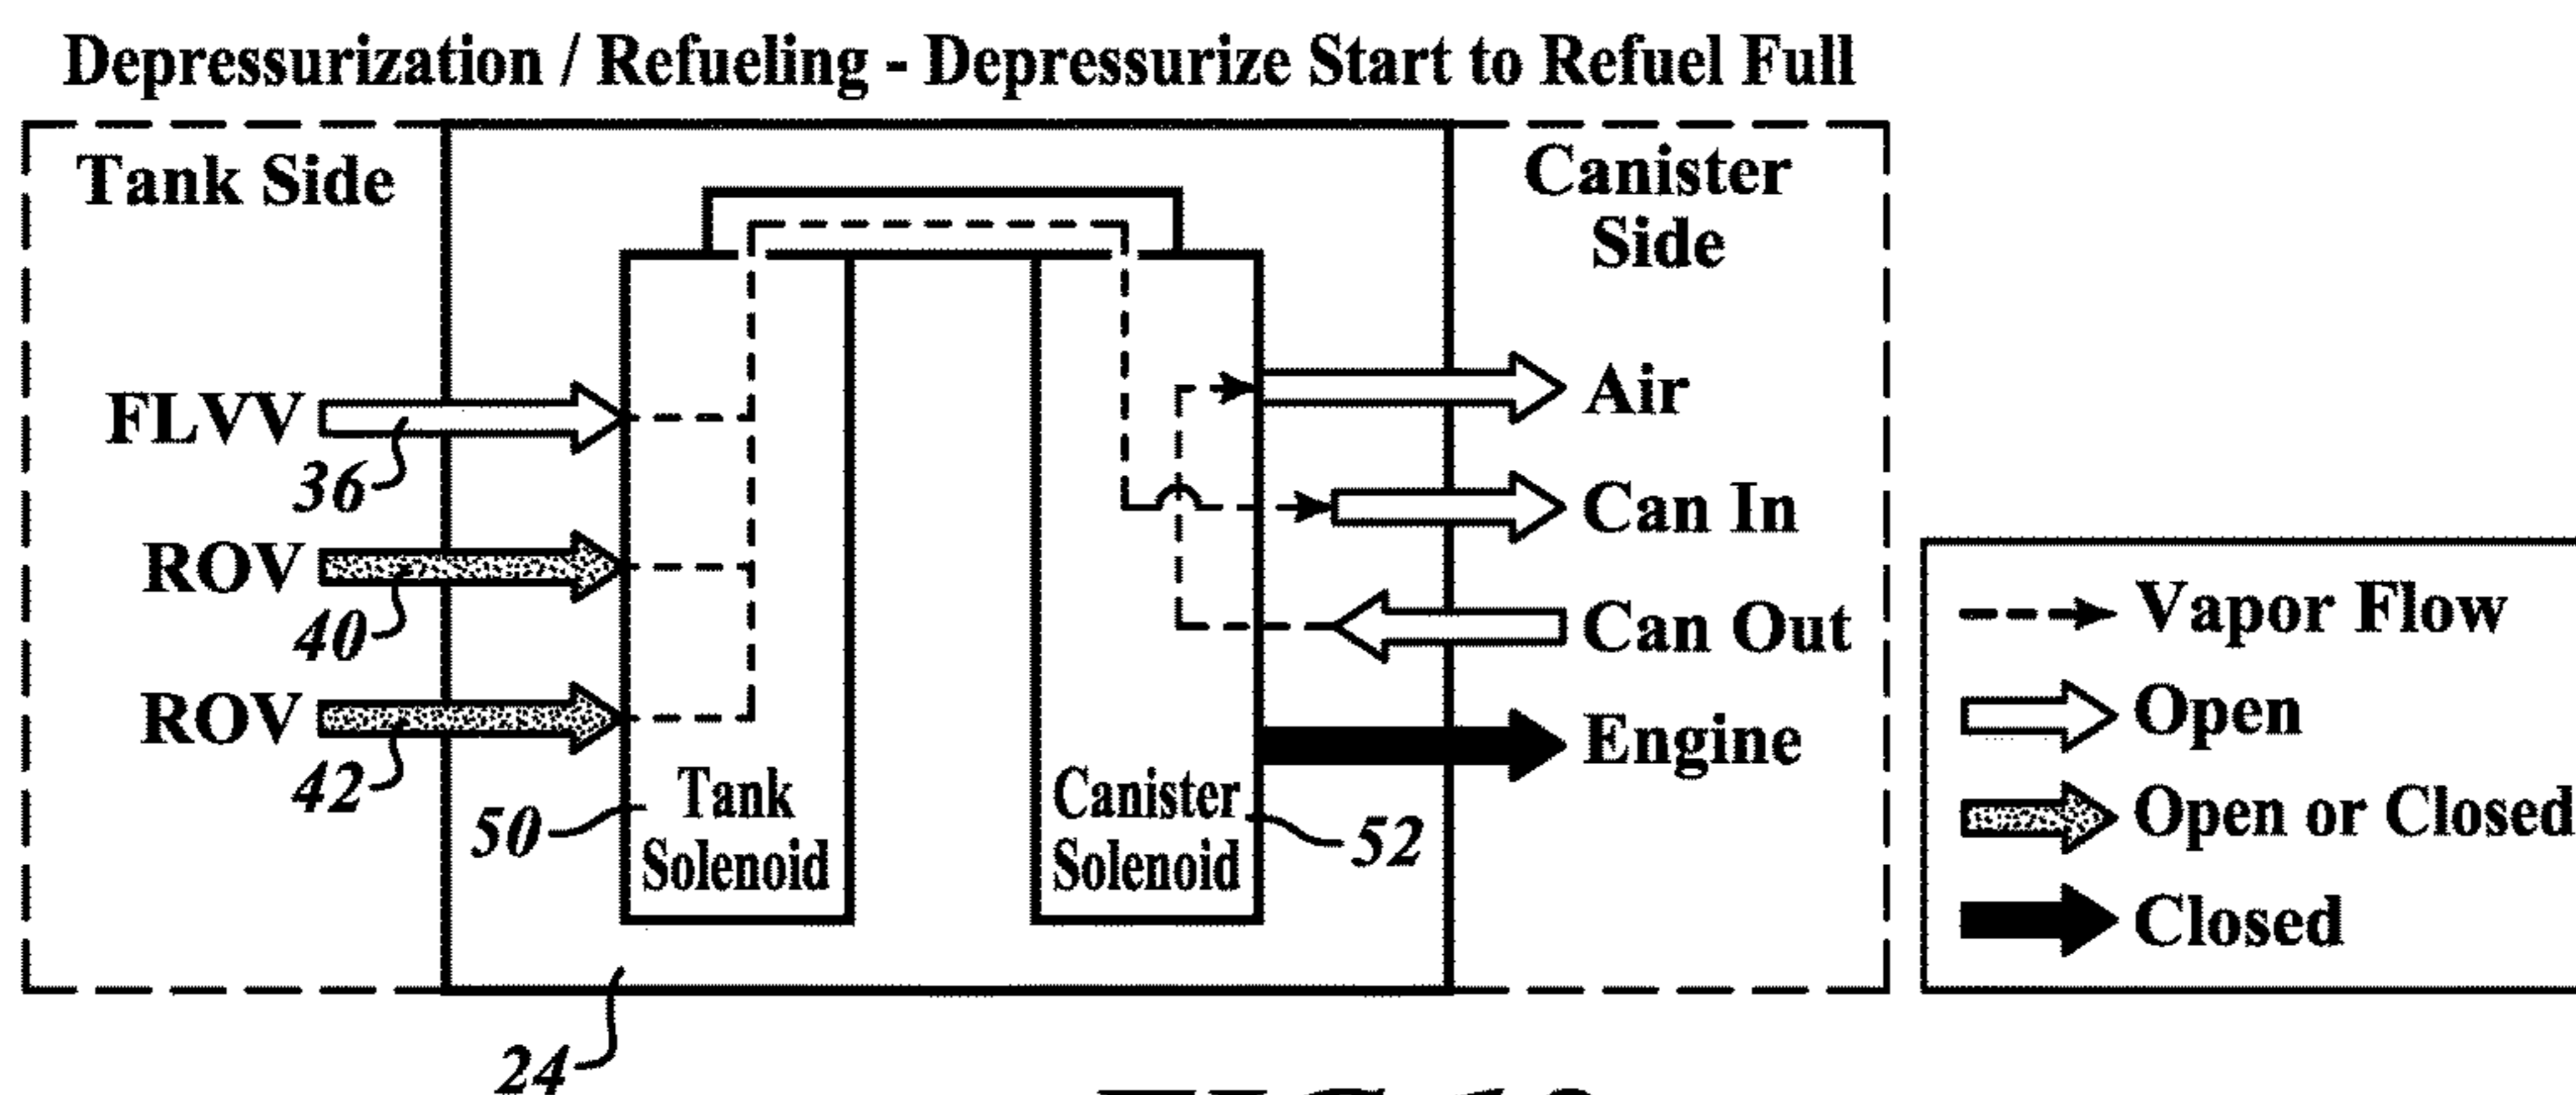 Depressurization / Refueling - Depressurize Start to Refuel Full
Tank Side
Canister
Side
FLVV
36
ROV
40
ROV
42
50
Tank
Solenoid
Canister
Solenoid
52
Air
Can In
Can Out
Engine
24
Vapor Flow
Open
Open or Closed
Closed